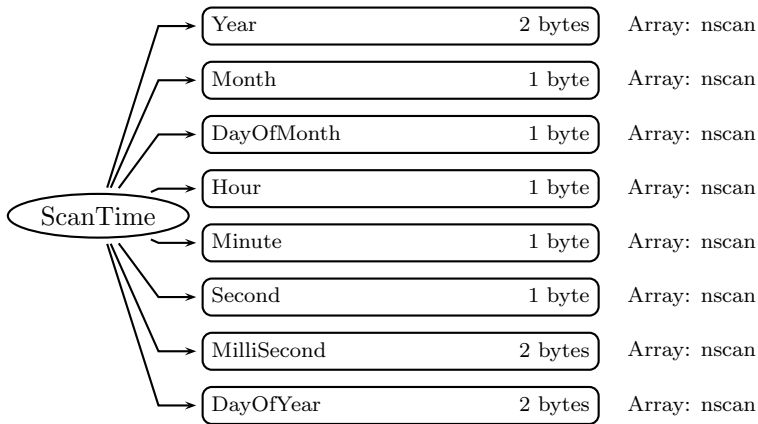 Year 2 bytes Array: nscan
Month 1 byte Array: nscan
DayOfMonth 1 byte Array: nscan
Hour 1 byte Array: nscan
ScanTime
Minute 1 byte Array: nscan
Second 1 byte Array: nscan
MilliSecond 2 bytes Array: nscan
DayOfYear 2 bytes Array: nscan